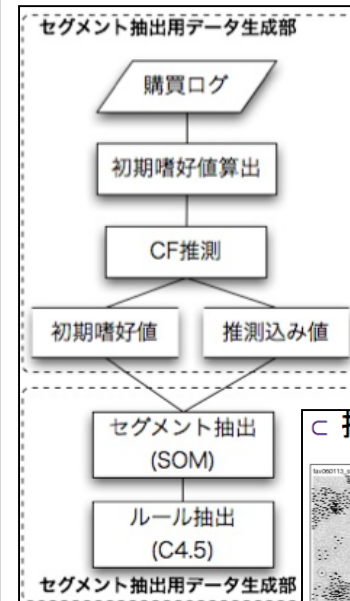 セグメント抽出用データ生成部
購買ログ
初期嗜好値算出
CF推測
初期嗜好値
推測込み値
セグメント抽出
(SOM)
ルール抽出
(C4.5)
セグメント抽出用データ生成部